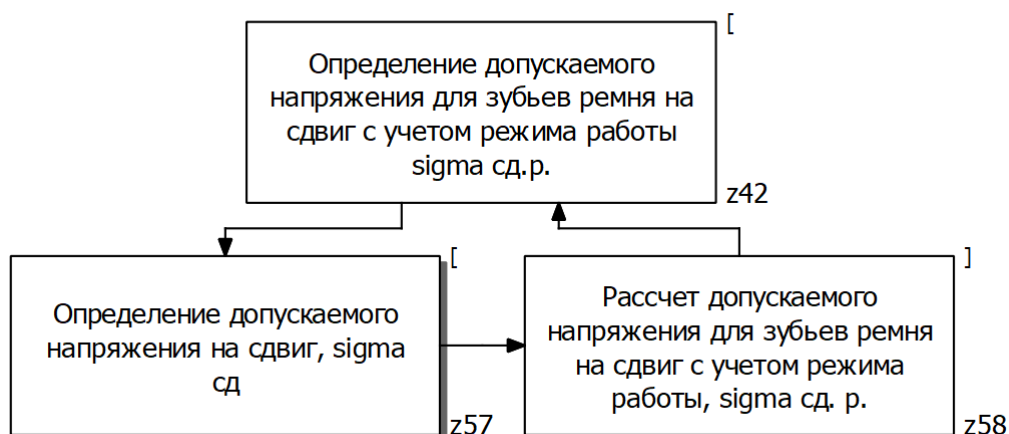 [
Определение допускаемого
напряжения для зубьев ремня на
сдвиг с учетом режима работы
sigma сд.р.
z42
[
Определение допускаемого
напряжения на сдвиг, sigma
сд
z57
]
Рассчет допускаемого
напряжения для зубьев ремня
на сдвиг с учетом режима
работы, sigma сд. р.
z58